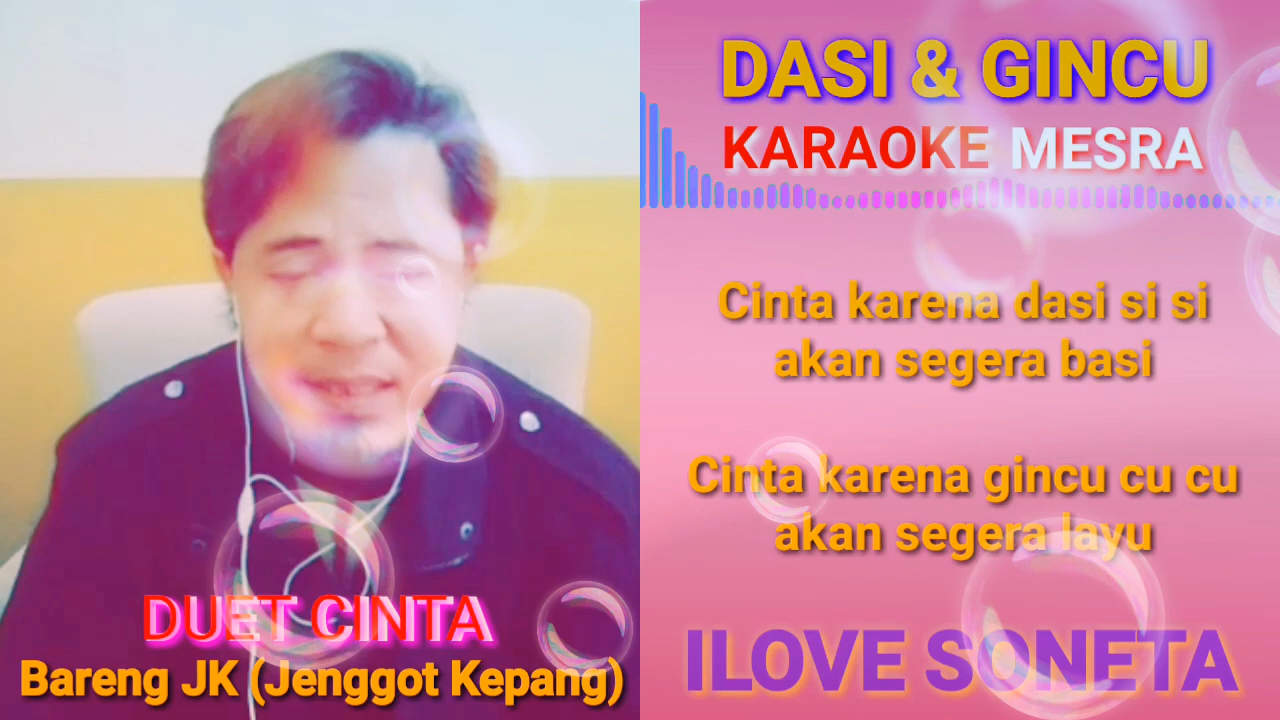 DUET CINTA
Bareng JK (Jenggot Kepang)
DASI & GINCU
KARAOKE MESRA
Cinta karena dasi si si
akan segera basi
Cinta karena gincu cu cu
akan segera layu
ILOVE SONETA